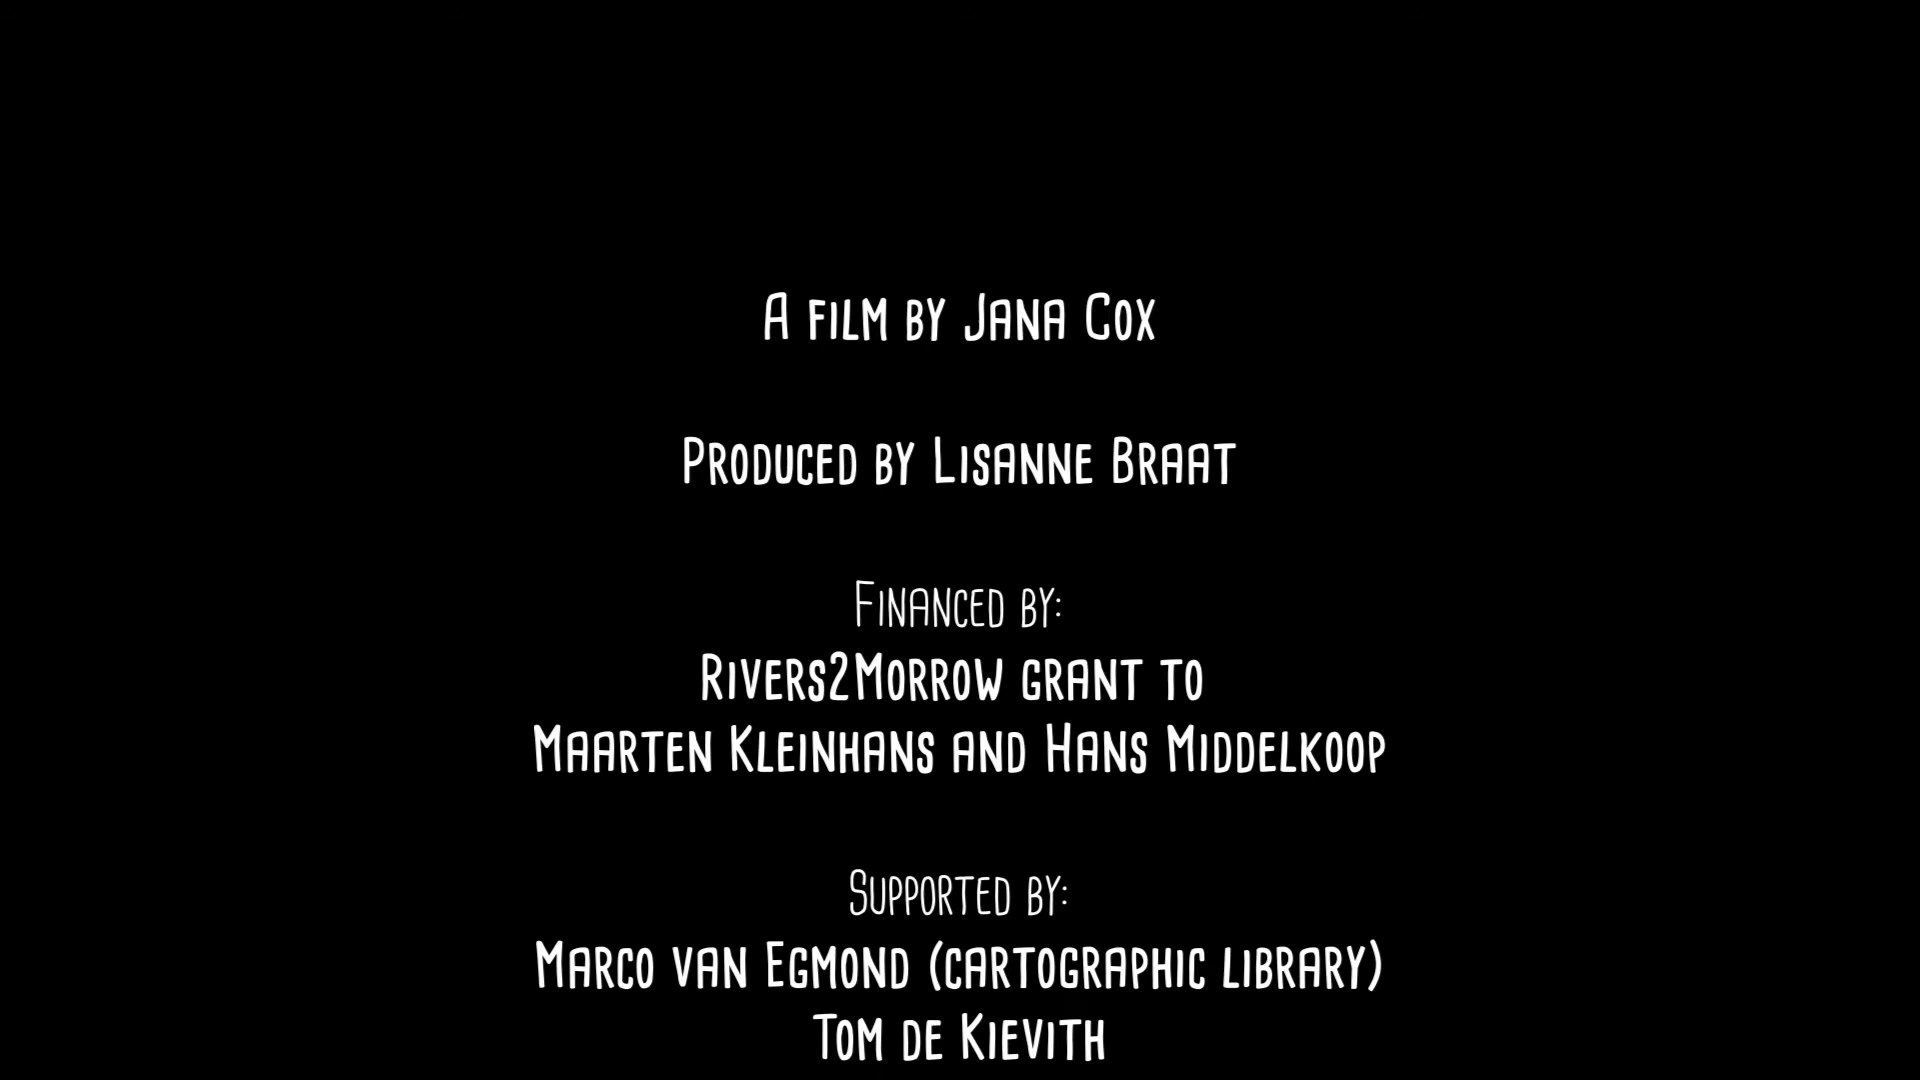 A film by Jana Cox
Produced by Lisanne Braat
Financed by:
Rivers2Morrow grant to
Maarten Kleinhans and Hans Middelkoop
Supported by:
Marco van Egmond (cartographic library)
Tom de Kievith